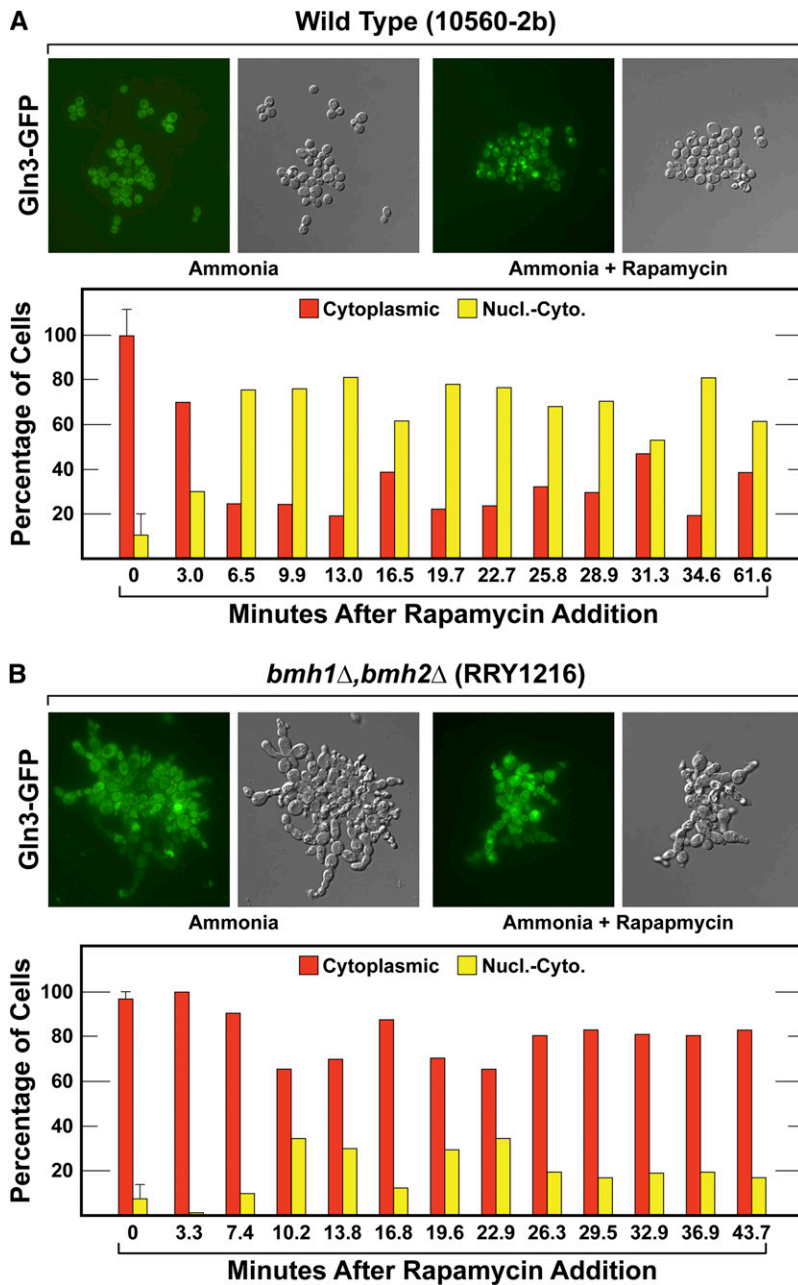 A
Wild Type (10560-2b)
Gln3-GFP
Ammonia
Ammonia + Rapamycin
Cytoplasmic
Nucl.-Cyto.
Percentage of Cells
100
80
60
40
20
0 3.0 6.5 9.9 13.0 16.5 19.7 22.7 25.8 28.9 31.3 34.6 61.6
Minutes After Rapamycin Addition
B
bmh1Δ,bmh2Δ (RRY1216)
Gln3-GFP
Ammonia
Ammonia + Rapapmycin
Cytoplasmic
Nucl.-Cyto.
Percentage of Cells
100
80
60
40
20
0 3.3 7.4 10.2 13.8 16.8 19.6 22.9 26.3 29.5 32.9 36.9 43.7
Minutes After Rapamycin Addition